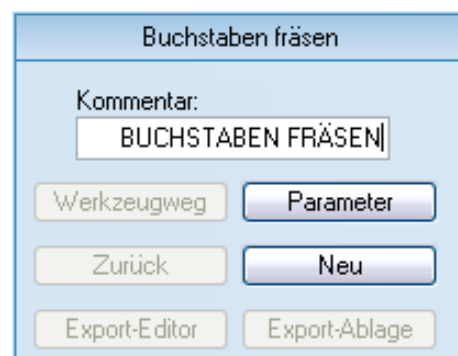 Buchstaben fräsen
Kommentar:
BUCHSTABEN FRÄSEN
Werkzeugweg Parameter
Zurück Neu
Export-Editor Export-Ablage